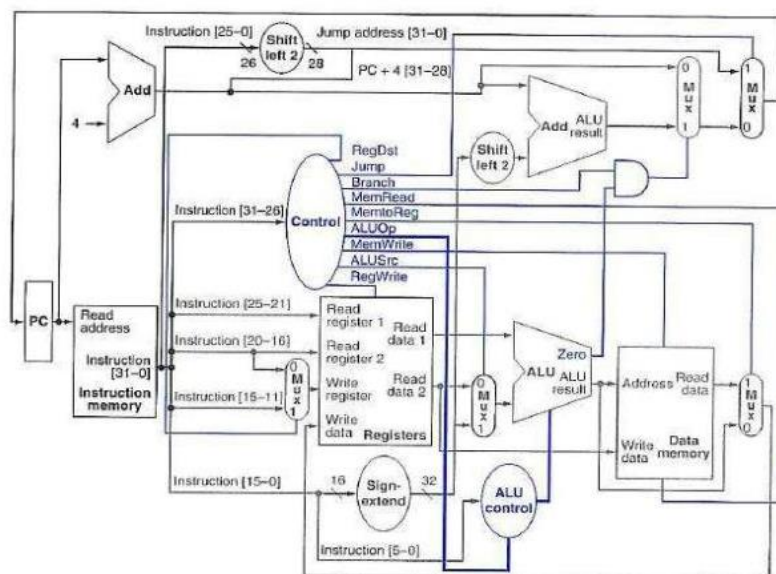 Instruction [25–0]
Jump address [31–0]
Shift
left 2
26
28
PC + 4 [31–28]
Add
4
0
M
u
x
1
1
M
u
x
0
Add
ALU
result
Shift
left 2
RegDst
Jump
Branch
MemRead
MemtoReg
ALUOp
MemWrite
ALUSrc
RegWrite
Control
Instruction [31–26]
PC
Read
address
Instruction
[31–0]
Instruction
memory
Instruction [25–21]
Instruction [20–16]
Instruction [15–11]
0
M
u
x
1
Read
register 1
Read
register 2
Write
register
Write
data
Read
data 1
Read
data 2
Registers
0
M
u
x
1
Zero
ALU
ALU
result
Address
Read
data
Write
data
Data
memory
1
M
u
x
0
Instruction [15–0]
16
Sign-
extend
32
ALU
control
Instruction [5–0]